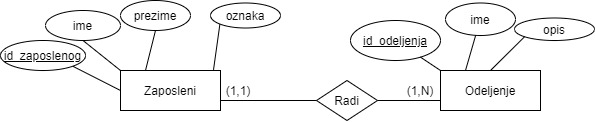 ime
prezime
oznaka
id_zaposlenog
Zaposleni
(1,1)
Radi
(1,N)
id_odeljenja
ime
opis
Odeljenje